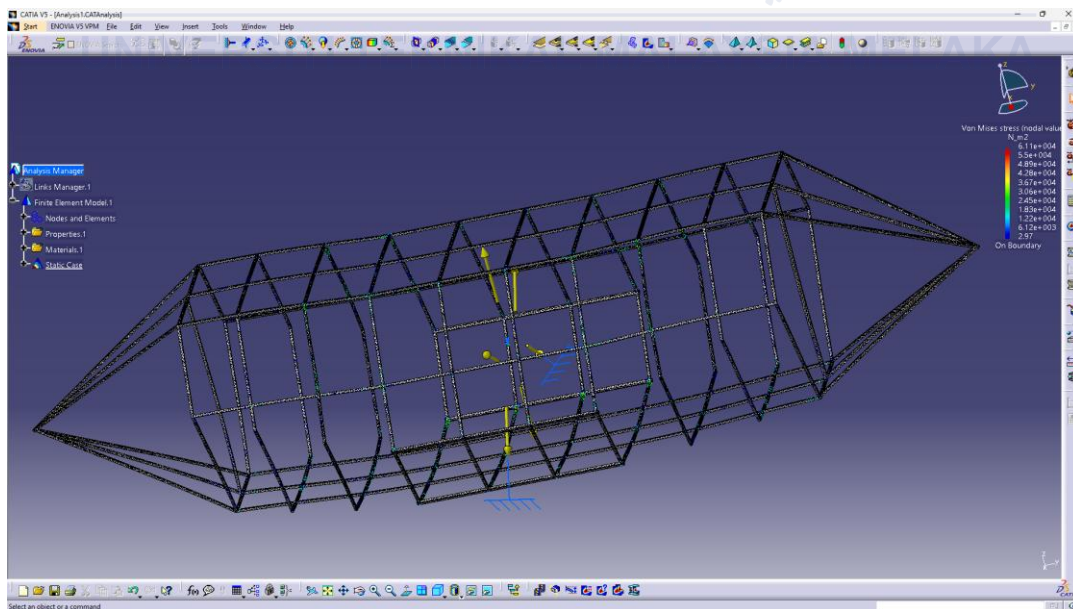 CATIA V5 - [Analysis1.CATAnalysis]
Start ENOVIA V5 VPM File Edit View Insert Tools Window Help
ENOVIA
z
y
Von Mises stress (nodal value
N_m2
6.11e+004
5.5e+004
4.89e+004
4.28e+004
3.67e+004
3.06e+004
2.45e+004
1.83e+004
1.22e+004
6.12e+003
2.97
On Boundary
Analysis Manager
Links Manager.1
Finite Element Model.1
Nodes and Elements
Properties.1
Materials.1
Static Case
z
y
f(x)
CATIA
Select an object or a command